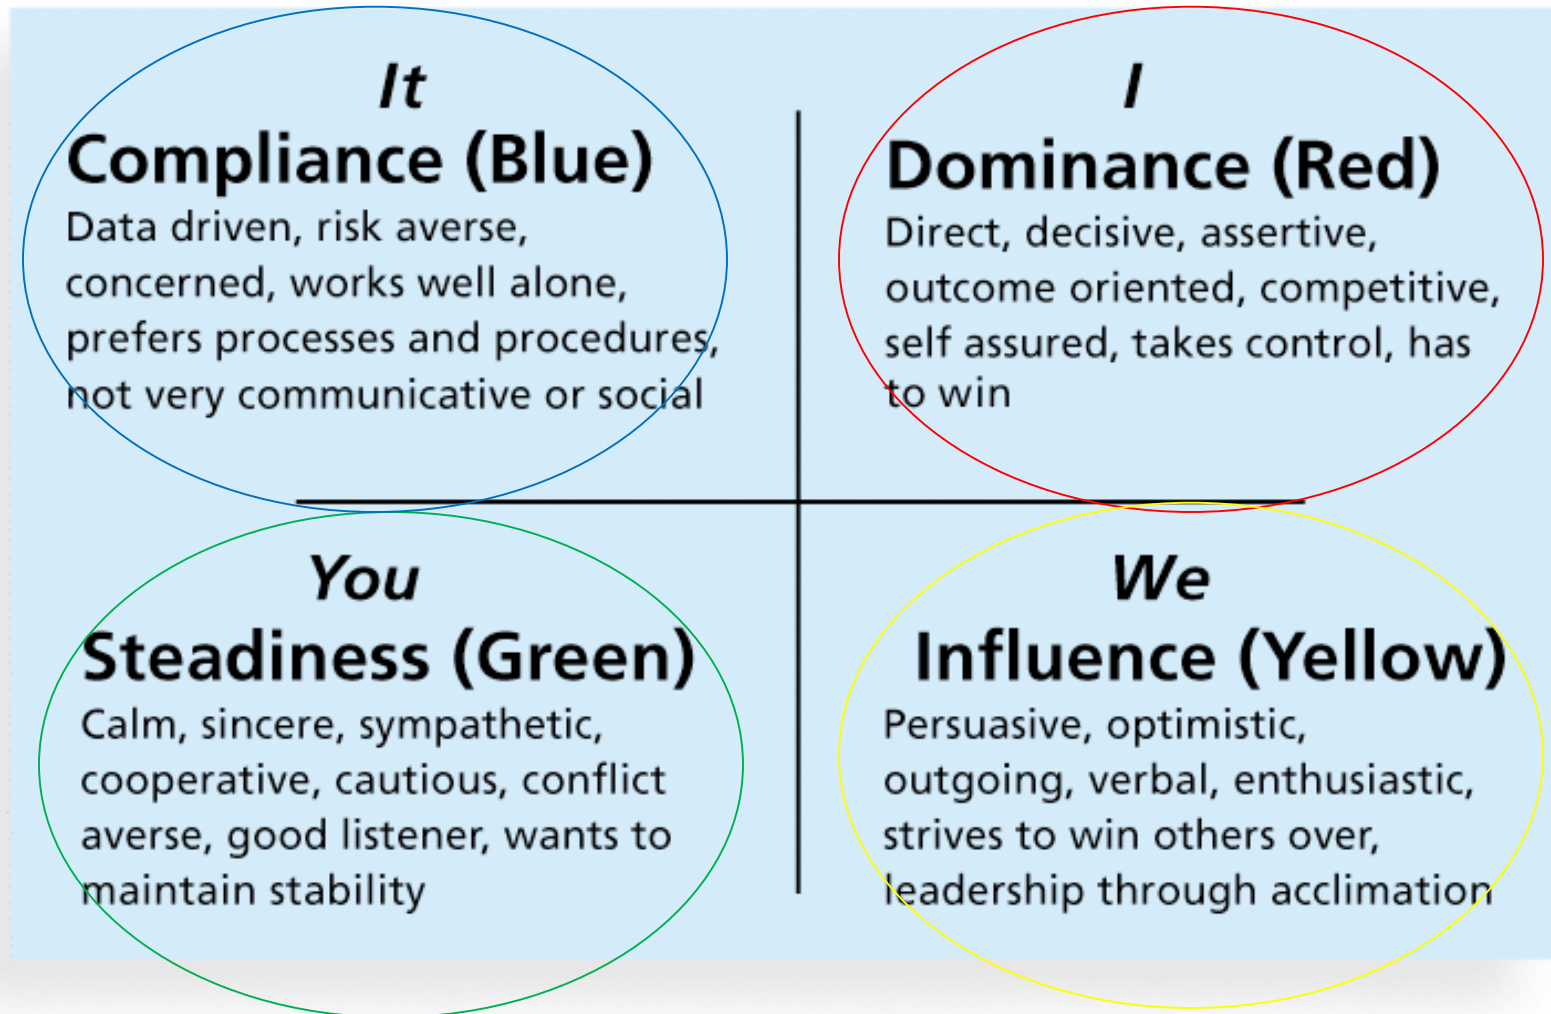 It
Compliance (Blue)
Data driven, risk averse,
concerned, works well alone,
prefers processes and procedures,
not very communicative or social
I
Dominance (Red)
Direct, decisive, assertive,
outcome oriented, competitive,
self assured, takes control, has
to win
You
Steadiness (Green)
Calm, sincere, sympathetic,
cooperative, cautious, conflict
averse, good listener, wants to
maintain stability
We
Influence (Yellow)
Persuasive, optimistic,
outgoing, verbal, enthusiastic,
strives to win others over,
leadership through acclimation